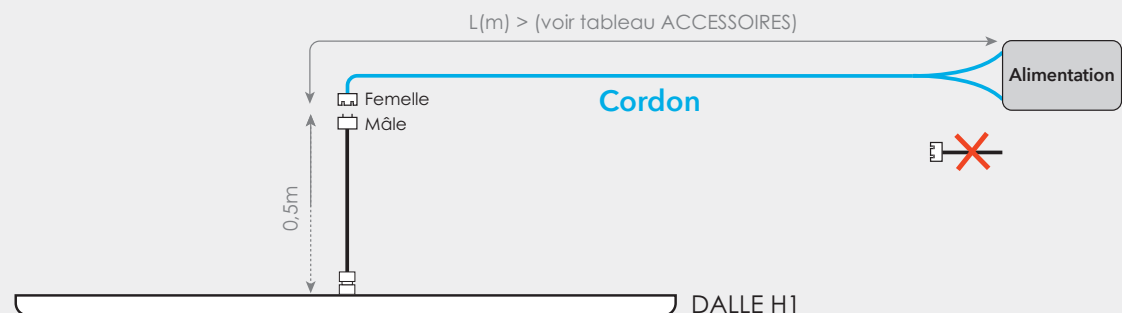 L(m) > (voir tableau ACCESSOIRES)
Alimentation
Femelle
Cordon
Mâle
0,5m
DALLE H1